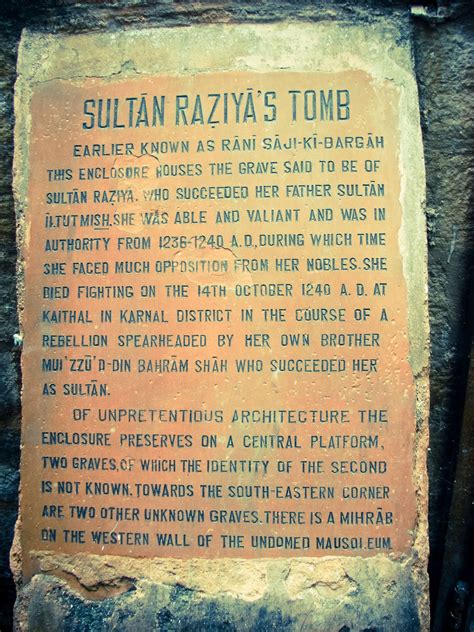 SULTĀN RAẒIYĀ'S TOMB
EARLIER KNOWN AS RĀNĪ SĀJI-KĪ-BARGĀH
THIS ENCLOSURE HOUSES THE GRAVE SAID TO BE OF
SULTĀN RAẒIYĀ. WHO SUCCEEDED HER FATHER SULTĀN
ĪLTUTMISH.SHE WAS ABLE AND VALIANT AND WAS IN
AUTHORITY FROM 1236-1240 A.D.,DURING WHICH TIME
SHE FACED MUCH OPPOSITION FROM HER NOBLES.SHE
DIED FIGHTING ON THE 14TH OCTOBER 1240 A.D. AT
KAITHAL IN KARNAL DISTRICT IN THE COURSE OF A
REBELLION SPEARHEADED BY HER OWN BROTHER
MUI'ZZŪ'D-DIN BAHRĀM SHĀH WHO SUCCEEDED HER
AS SULTĀN.
OF UNPRETENTIOUS ARCHITECTURE THE
ENCLOSURE PRESERVES ON A CENTRAL PLATFORM,
TWO GRAVES,OF WHICH THE IDENTITY OF THE SECOND
IS NOT KNOWN.TOWARDS THE SOUTH-EASTERN CORNER
ARE TWO OTHER UNKNOWN GRAVES.THERE IS A MIHRĀB
ON THE WESTERN WALL OF THE UNDOMED MAUSOLEUM.